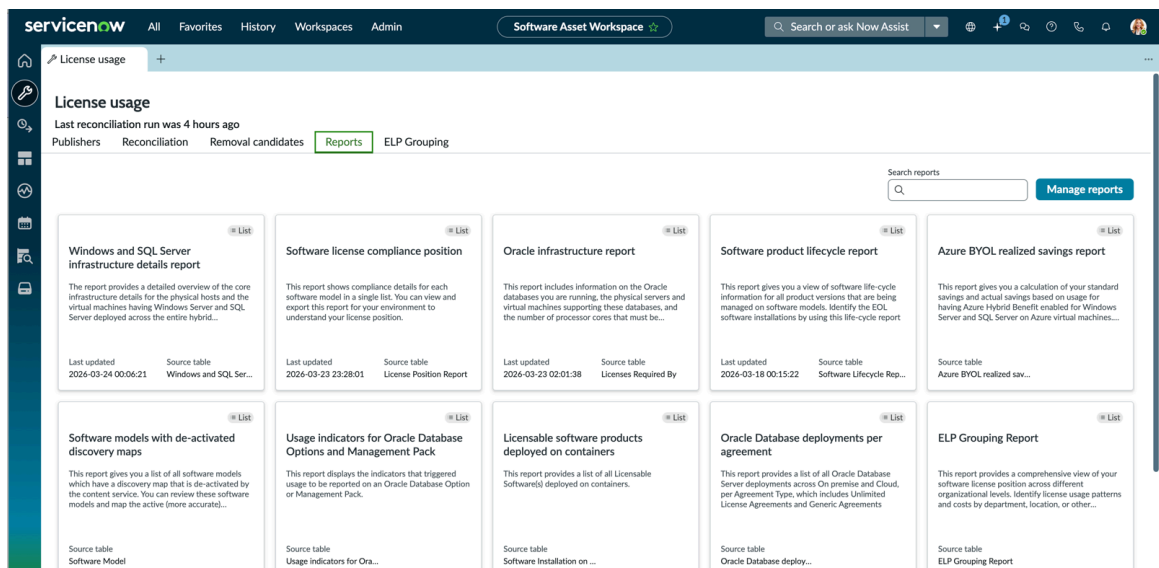 servicenow All Favorites History Workspaces Admin Software Asset Workspace Search or ask Now Assist 1
License usage
License usage
Last reconciliation run was 4 hours ago
Publishers Reconciliation Removal candidates Reports ELP Grouping
Search reports
Manage reports
List
Windows and SQL Server
infrastructure details report
The report provides a detailed overview of the core
infrastructure details for the physical hosts and the
virtual machines having Windows Server and SQL
Server deployed across the entire hybrid...
Last updated Source table
2026-03-24 00:06:21 Windows and SQL Ser...
List
Software license compliance position
This report shows compliance details for each
software model in a single list. You can view and
export this report for your environment to
understand your license position.
Last updated Source table
2026-03-23 23:28:01 License Position Report
List
Oracle infrastructure report
This report includes information on the Oracle
databases you are running, the physical servers and
virtual machines supporting these databases, and
the number of processor cores that must be...
Last updated Source table
2026-03-23 02:01:38 Licenses Required By
List
Software product lifecycle report
This report gives you a view of software life-cycle
information for all product versions that are being
managed on software models. Identify the EOL
software installations by using this life-cycle report
Last updated Source table
2026-03-18 00:15:22 Software Lifecycle Rep...
List
Azure BYOL realized savings report
This report gives you a calculation of your standard
savings and actual savings based on usage for
having Azure Hybrid Benefit enabled for Windows
Server and SQL Server on Azure virtual machines....
Source table
Azure BYOL realized sav...
List
Software models with de-activated
discovery maps
This report gives you a list of all software models
which have a discovery map that is de-activated by
the content service. You can review these software
models and map the active (more accurate)...
Source table
Software Model
List
Usage indicators for Oracle Database
Options and Management Pack
This report displays the indicators that triggered
usage to be reported on an Oracle Database Option
or Management Pack.
Source table
Usage indicators for Ora...
List
Licensable software products
deployed on containers
This report provides a list of all Licensable
Software(s) deployed on containers.
Source table
Software Installation on ...
List
Oracle Database deployments per
agreement
This report provides a list of all Oracle Database
Server deployments across On premise and Cloud,
per Agreement Type, which includes Unlimited
License Agreements and Generic Agreements
Source table
Oracle Database deploy...
List
ELP Grouping Report
This report provides a comprehensive view of your
software license position across different
organizational levels. Identify license usage patterns
and costs by department, location, or other...
Source table
ELP Grouping Report